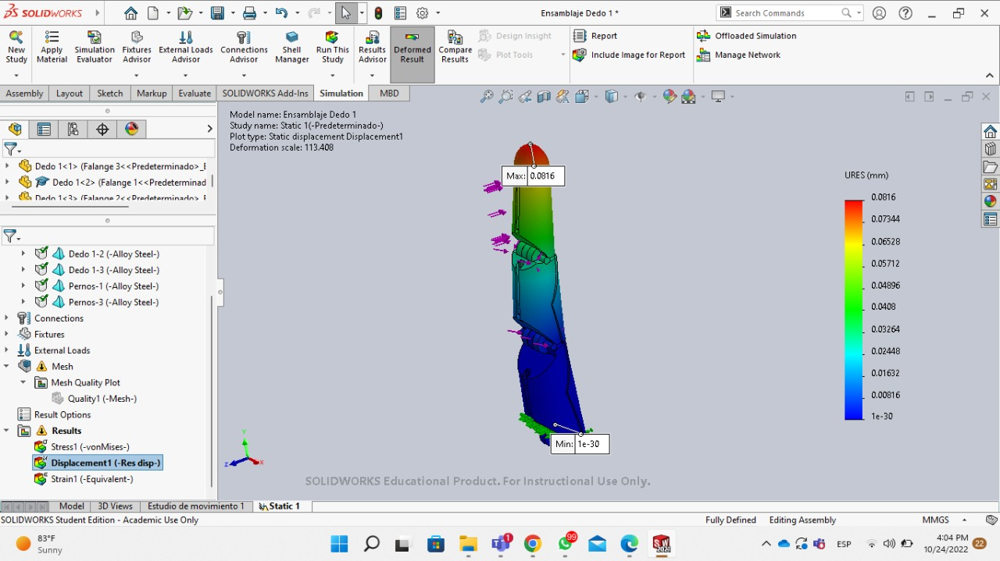 SOLIDWORKS
Ensamblaje Dedo 1 *
Search Commands
New Study
Apply Material
Simulation Evaluator
Fixtures Advisor
External Loads Advisor
Connections Advisor
Shell Manager
Run This Study
Results Advisor
Deformed Result
Compare Results
Design Insight
Plot Tools
Report
Include Image for Report
Offloaded Simulation
Manage Network
Assembly
Layout
Sketch
Markup
Evaluate
SOLIDWORKS Add-Ins
Simulation
MBD
Dedo 1<1> (Falange 3<<Predeterminado>_
Dedo 1<2> (Falange 1<<Predeterminad
Dedo 1<3> (Falange 2<<Predeterminado>
Dedo 1-2 (-Alloy Steel-)
Dedo 1-3 (-Alloy Steel-)
Pernos-1 (-Alloy Steel-)
Pernos-3 (-Alloy Steel-)
Connections
Fixtures
External Loads
Mesh
Mesh Quality Plot
Quality1 (-Mesh-)
Result Options
Results
Stress1 (-vonMises-)
Displacement1 (-Res disp-)
Strain1 (-Equivalent-)
Model name: Ensamblaje Dedo 1
Study name: Static 1(-Predeterminado-)
Plot type: Static displacement Displacement1
Deformation scale: 113.408
Max: 0.0816
Min: 1e-30
URES (mm)
0.0816
0.07344
0.06528
0.05712
0.04896
0.0408
0.03264
0.02448
0.01632
0.00816
1e-30
Y
Z
X
SOLIDWORKS Educational Product. For Instructional Use Only.
Model
3D Views
Estudio de movimiento 1
Static 1
SOLIDWORKS Student Edition - Academic Use Only
Fully Defined
Editing Assembly
MMGS
83°F
Sunny
1
99
SW
2021
ESP
4:04 PM
10/24/2022
22